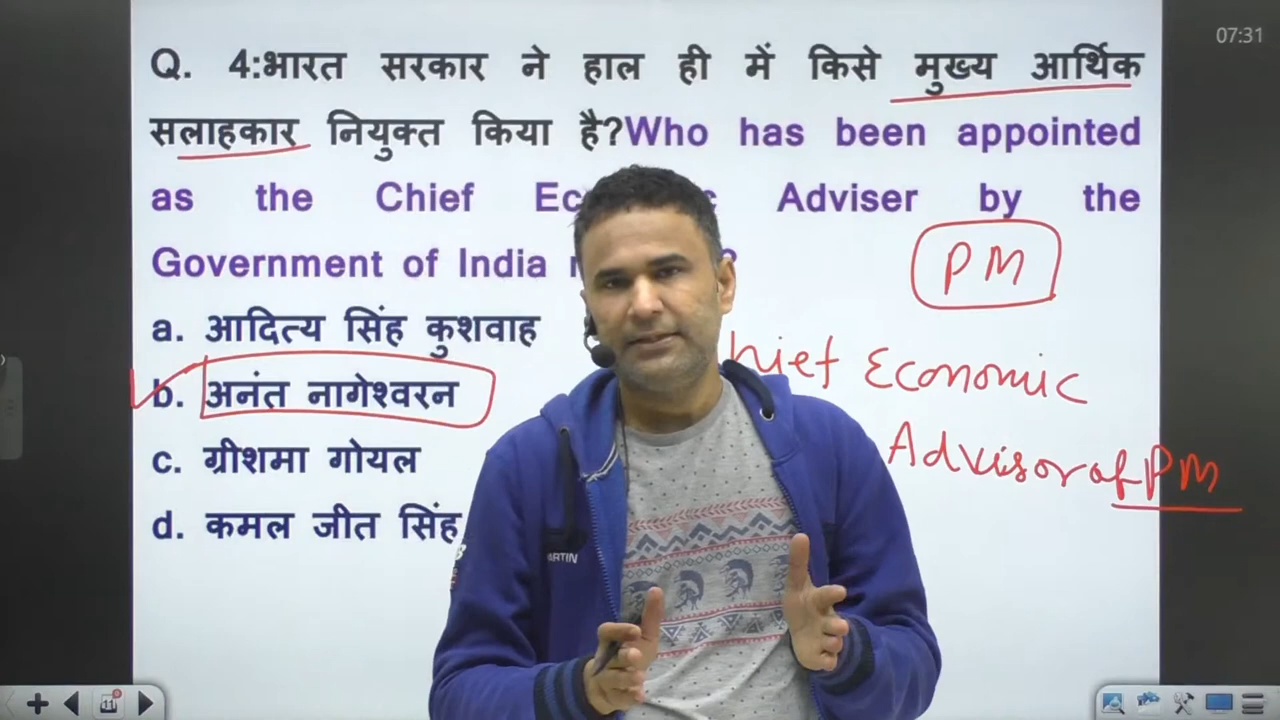 07:31
Q. 4:भारत सरकार ने हाल ही में किसे मुख्य आर्थिक
सलाहकार नियुक्त किया है?Who has been appointed
as the Chief Adviser by the
Government of India
PM
a. आदित्य सिंह कुशवाह
Economic
b. अनंत नागेश्वरन
Advisor of PM
c. ग्रीशमा गोयल
d. कमल जीत सिंह
11